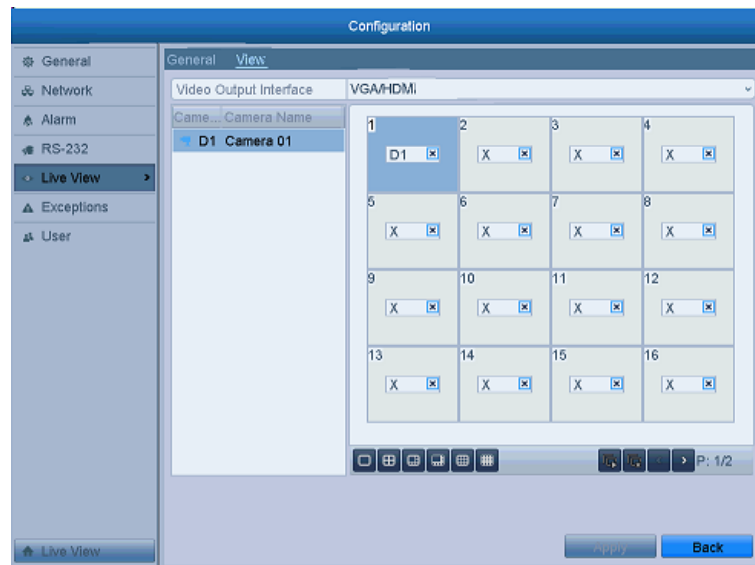 Configuration
General
Network
Alarm
RS-232
Live View
Exceptions
User
Live View
General View
Video Output Interface VGA/HDMI
Came... Camera Name
D1 Camera 01
1 2 3 4
D1 X X X
5 6 7 8
X X X X
9 10 11 12
X X X X
13 14 15 16
X X X X
P: 1/2
Apply Back